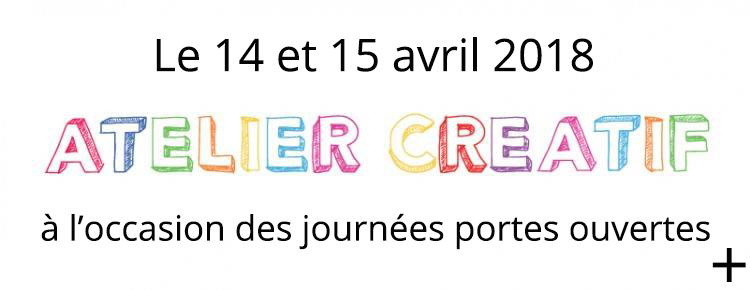 Le 14 et 15 avril 2018
ATELIER CREATIF
à l’occasion des journées portes ouvertes
+